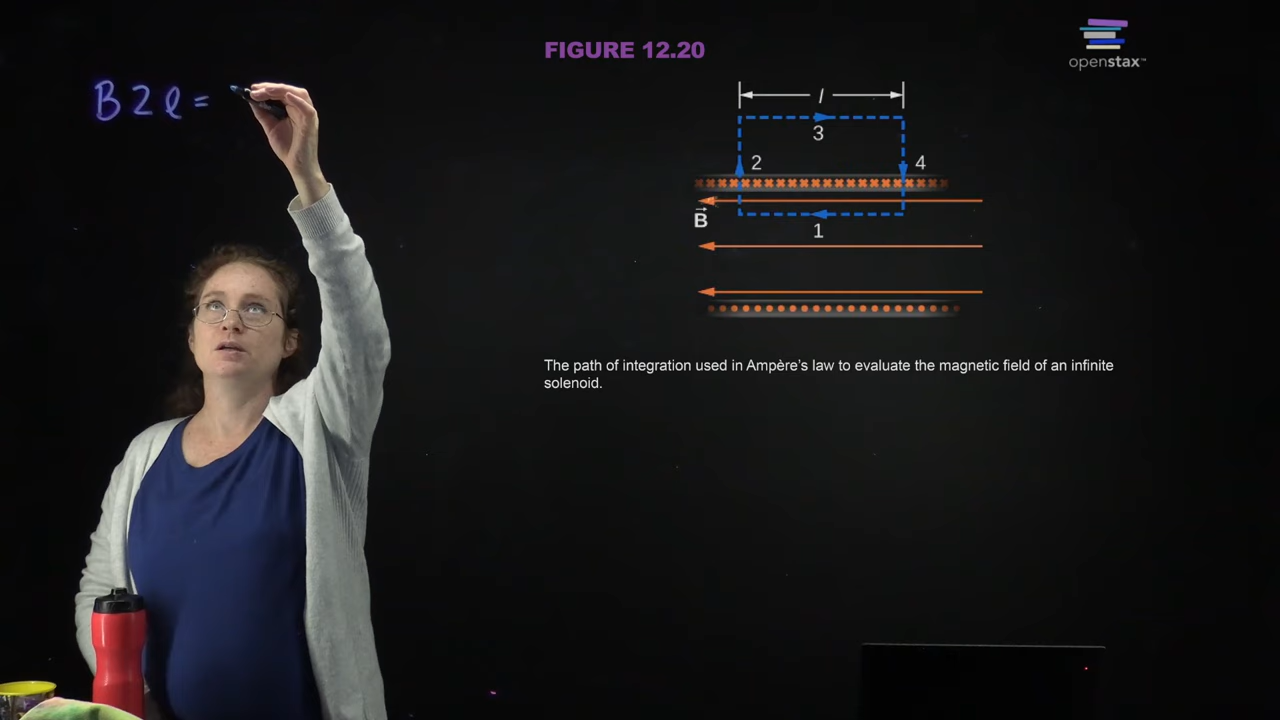 FIGURE 12.20
openstax™
B 2 ℓ =
l
3
2
4
B
1
The path of integration used in Ampère's law to evaluate the magnetic field of an infinite
solenoid.